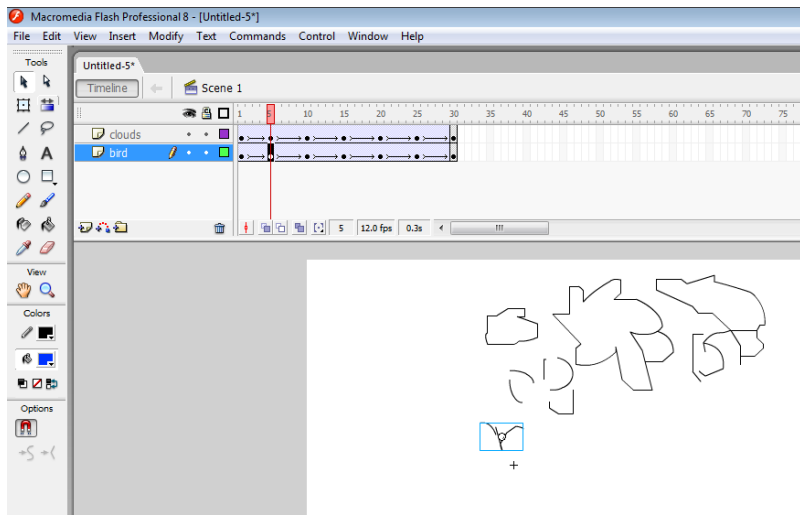 Macromedia Flash Professional 8 - [Untitled-5*]
File Edit View Insert Modify Text Commands Control Window Help
Tools
Untitled-5*
Timeline Scene 1
1 5 10 15 20 25 30 35 40 45 50 55 60 65 70 75
clouds
bird
5 12.0 fps 0.3s
View
Colors
Options